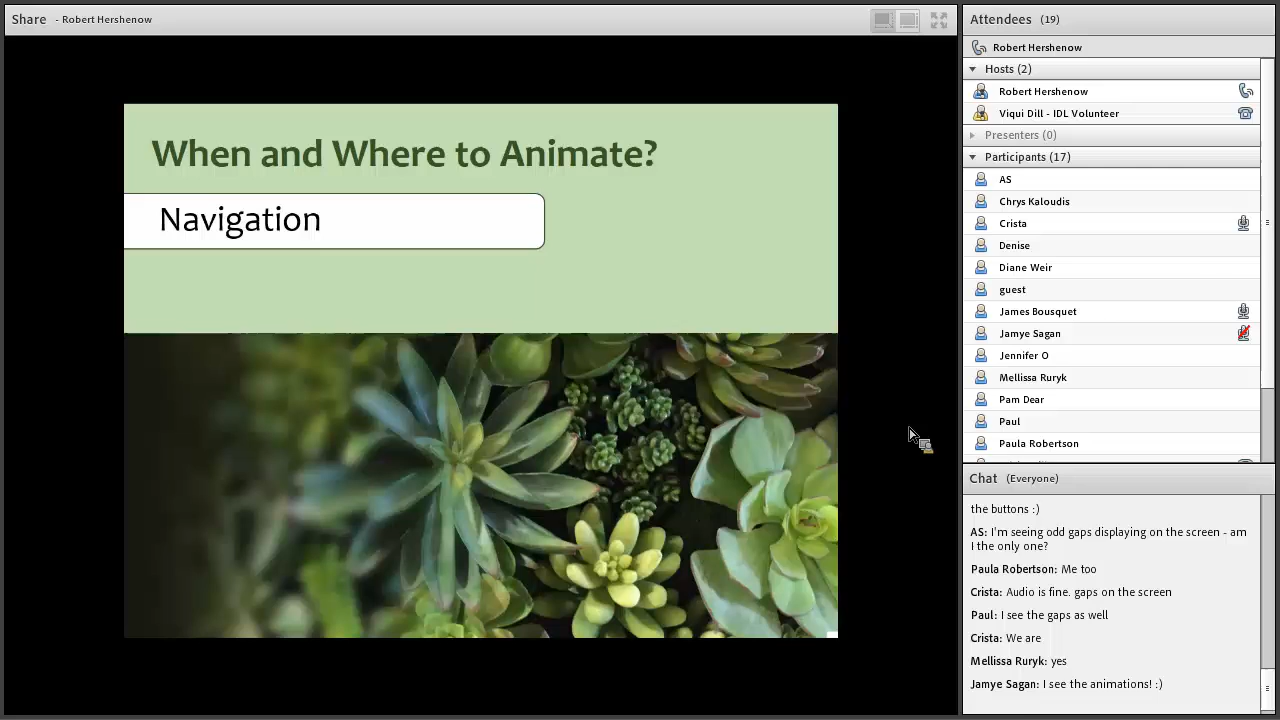 Share - Robert Hershenow
When and Where to Animate?
Navigation
Attendees (19)
Robert Hershenow
Hosts (2)
Robert Hershenow
Viqui Dill - IDL Volunteer
Presenters (0)
Participants (17)
AS
Chrys Kaloudis
Crista
Denise
Diane Weir
guest
James Bousquet
Jamye Sagan
Jennifer O
Mellissa Ruryk
Pam Dear
Paul
Paula Robertson
Chat (Everyone)
the buttons :)
AS: I'm seeing odd gaps displaying on the screen - am
I the only one?
Paula Robertson: Me too
Crista: Audio is fine. gaps on the screen
Paul: I see the gaps as well
Crista: We are
Mellissa Ruryk: yes
Jamye Sagan: I see the animations! :)